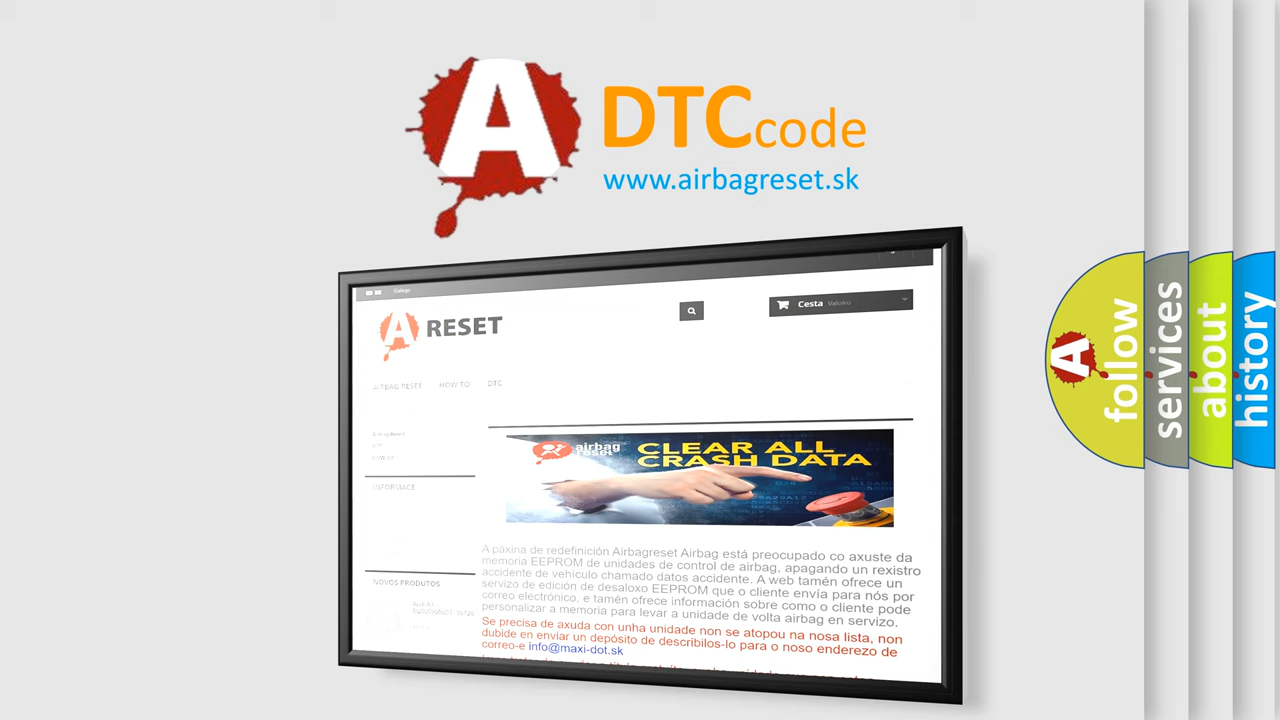 A
DTCcode
www.airbagreset.sk
Galego
A RESET
Cesta Valeiro
AIRBAG RESET HOW TO DTC
INFORMACE
NOVOS PRODUTOS
airbag
reset
CLEAR ALL
CRASH DATA
A páxina de redefinición Airbagreset Airbag está preocupado co axuste da
memoria EEPROM de unidades de control de airbag, apagando un rexistro
accidente de vehículo chamado datos accidente. A web tamén ofrece un
servizo de edición de desaloxo EEPROM que o cliente envía para nós por
correo electrónico, e tamén ofrece información sobre como o cliente pode
personalizar a memoria para levar a unidade de volta airbag en servizo.
Se precisa de axuda con unha unidade non se atopou na nosa lista, non
dubide en enviar un depósito de describilos-lo para o noso enderezo de
correo-e info@maxi-dot.sk
A
follow
services
about
history